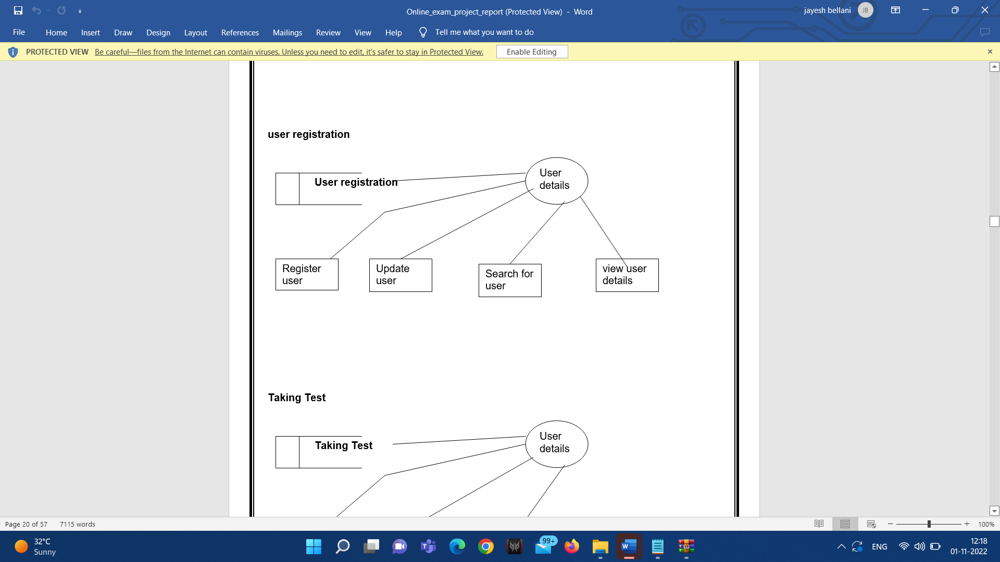 Online_exam_project_report (Protected View) - Word
jayesh bellani
JB
File Home Insert Draw Design Layout References Mailings Review View Help Tell me what you want to do
PROTECTED VIEW Be careful—files from the Internet can contain viruses. Unless you need to edit, it's safer to stay in Protected View. Enable Editing
user registration
User registration
User
details
Register
user
Update
user
Search for
user
view user
details
Taking Test
Taking Test
User
details
Page 20 of 57 7115 words
100%
32°C
Sunny
99+
ENG
12:18
01-11-2022